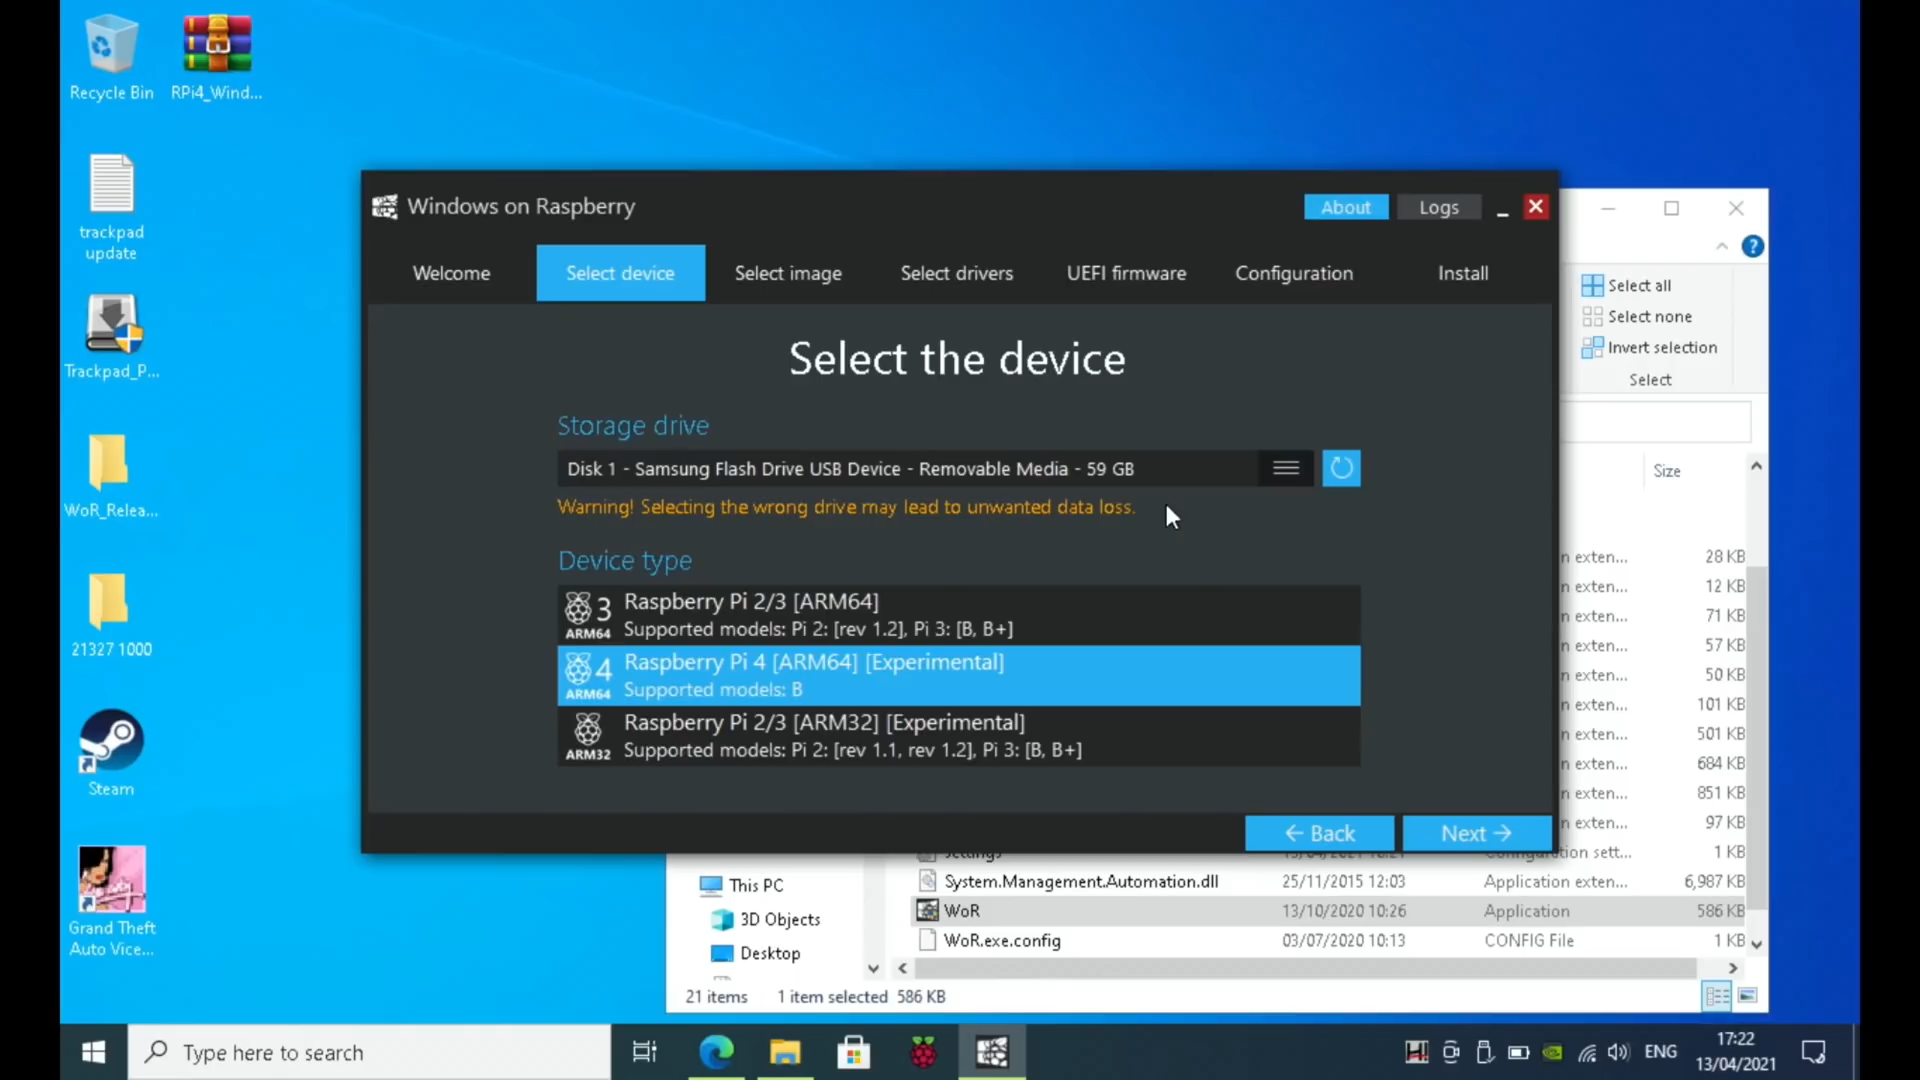 Recycle Bin
RPi4_Wind...
trackpad
update
Trackpad_P...
WoR_Relea...
21327 1000
Steam
Grand Theft
Auto Vice...
Windows on Raspberry
About
Logs
Welcome
Select device
Select image
Select drivers
UEFI firmware
Configuration
Install
Select the device
Storage drive
Disk 1 - Samsung Flash Drive USB Device - Removable Media - 59 GB
Warning! Selecting the wrong drive may lead to unwanted data loss.
Device type
3
ARM64
Raspberry Pi 2/3 [ARM64]
Supported models: Pi 2: [rev 1.2], Pi 3: [B, B+]
4
ARM64
Raspberry Pi 4 [ARM64] [Experimental]
Supported models: B
ARM32
Raspberry Pi 2/3 [ARM32] [Experimental]
Supported models: Pi 2: [rev 1.1, rev 1.2], Pi 3: [B, B+]
← Back
Next →
?
Select all
Select none
Invert selection
Select
Size
n exten... 28 KB
n exten... 12 KB
n exten... 71 KB
n exten... 57 KB
n exten... 50 KB
n exten... 101 KB
n exten... 501 KB
n exten... 684 KB
n exten... 851 KB
n exten... 97 KB
1 KB
System.Management.Automation.dll 25/11/2015 12:03 Application exten... 6,987 KB
WoR 13/10/2020 10:26 Application 586 KB
WoR.exe.config 03/07/2020 10:13 CONFIG File 1 KB
This PC
3D Objects
Desktop
21 items 1 item selected 586 KB
Type here to search
ENG
17:22
13/04/2021